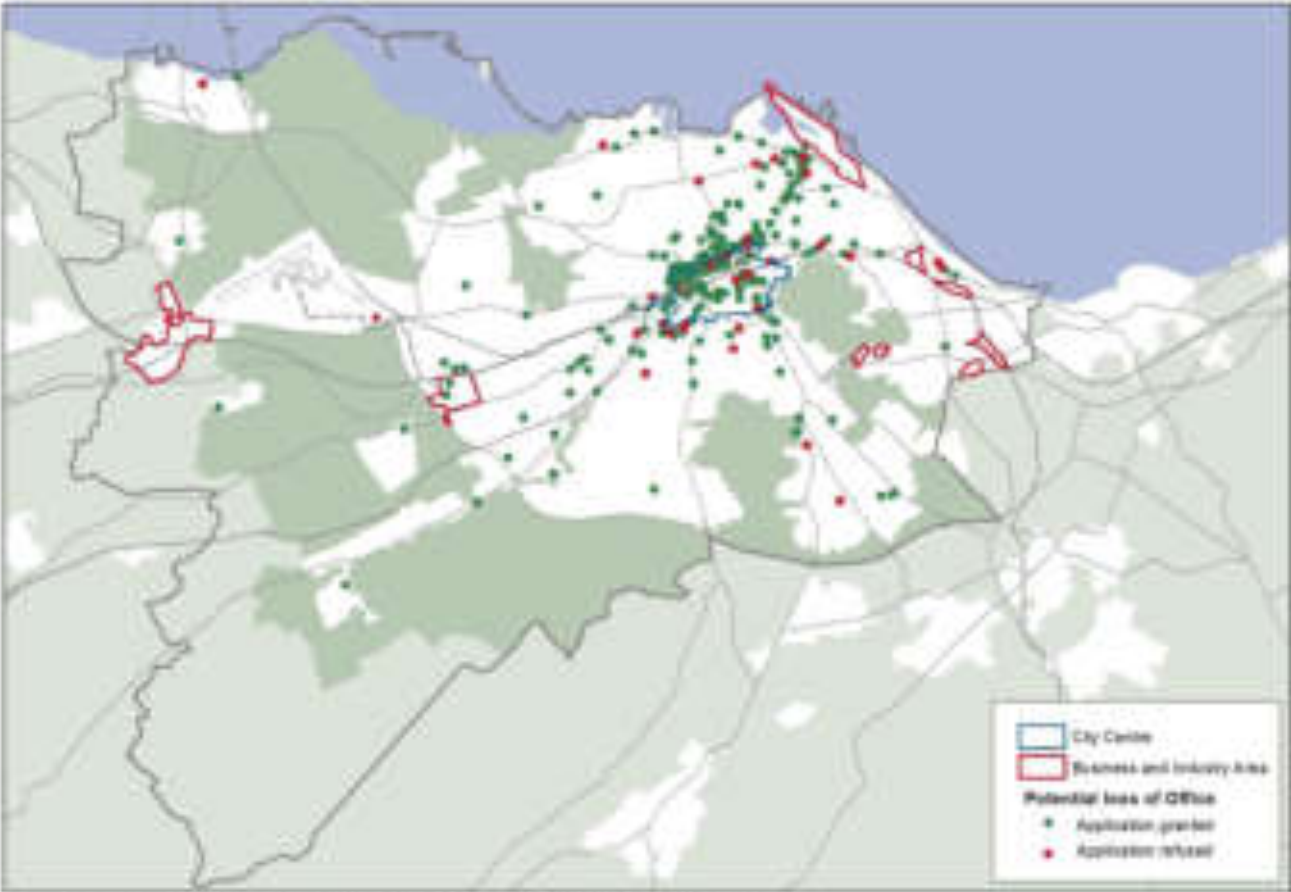 City Centre
Business and Industry Area
Potential loss of Office
Application granted
Application refused